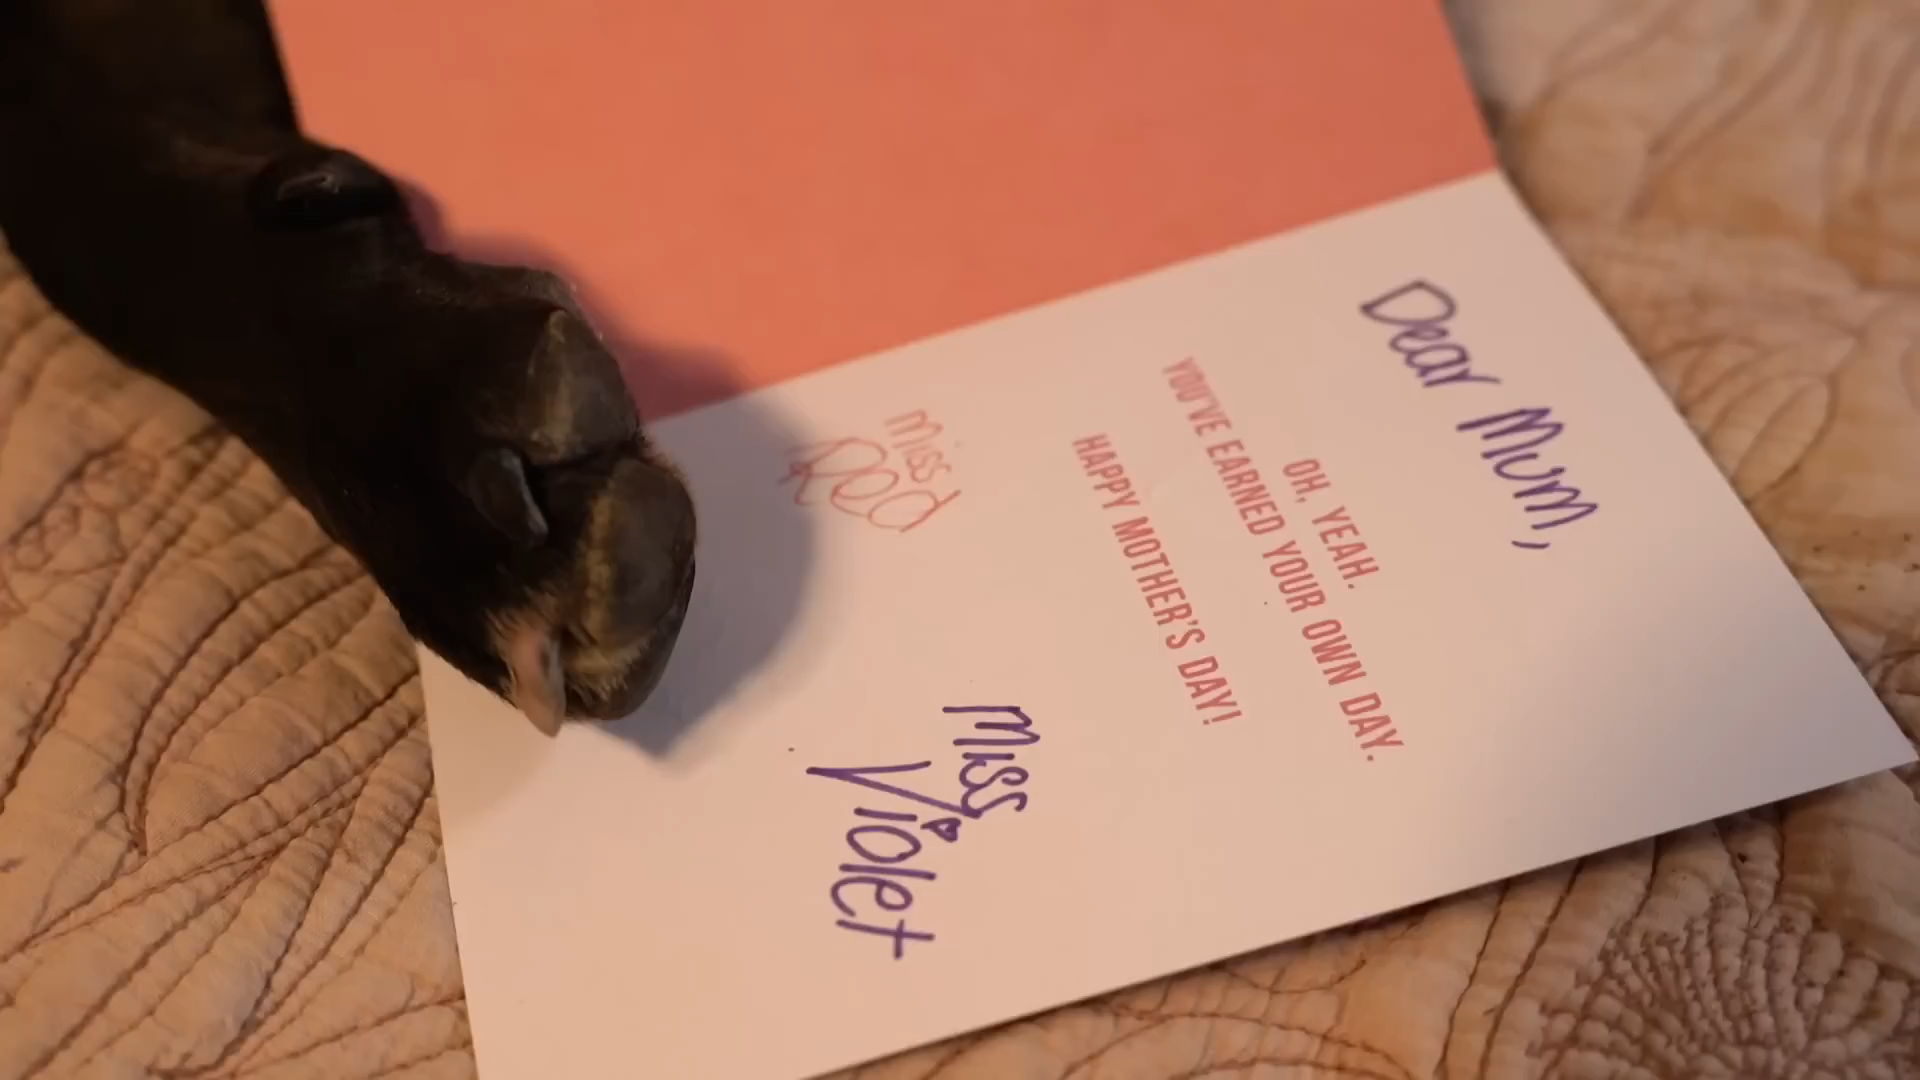 Dear Mum,
OH, YEAH.
YOU'VE EARNED YOUR OWN DAY.
HAPPY MOTHER'S DAY!
Miss
Violet
Miss
Red